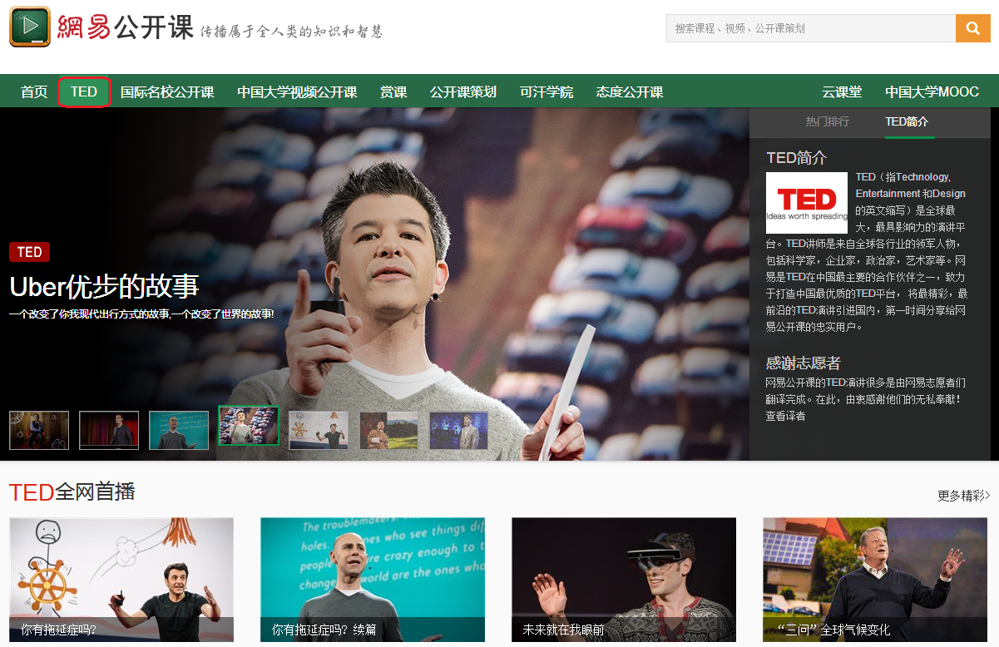 網易公开课 传播属于全人类的知识和智慧
搜索课程、视频、公开课策划
首页 TED 国际名校公开课 中国大学视频公开课 赏课 公开课策划 可汗学院 态度公开课 云课堂 中国大学MOOC
热门排行 TED简介
TED简介
TED
Ideas worth spreading
TED（指Technology,
Entertainment 和Design
的英文缩写）是全球最
大，最具影响力的演讲平
台。TED讲师是来自全球各行业的领军人物，
包括科学家，企业家，政治家，艺术家等。网
易是TED在中国最主要的合作伙伴之一，致力
于打造中国最优质的TED平台， 将最精彩，最
前沿的TED演讲引进国内，第一时间分享给网
易公开课的忠实用户。
感谢志愿者
网易公开课的TED演讲很多是由网易志愿者们
翻译完成。在此，由衷感谢他们的无私奉献！
查看译者
TED
Uber优步的故事
一个改变了你我现代出行方式的故事,一个改变了世界的故事!
TED全网首播
更多精彩>
The troublemakers.
holes. ones who see things dif
people are crazy enough to t
change world are the ones who
你有拖延症吗？
你有拖延症吗？续篇
未来就在我眼前
“三问”全球气候变化